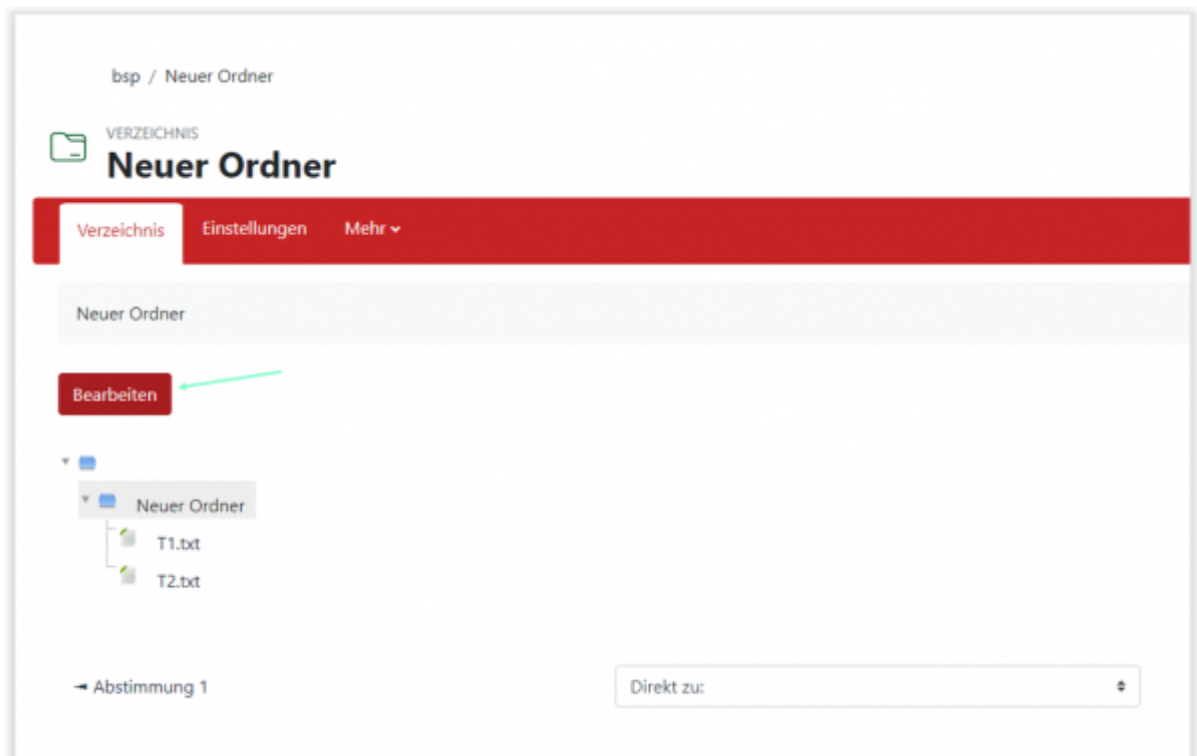 bsp / Neuer Ordner
VERZEICHNIS
Neuer Ordner
Verzeichnis Einstellungen Mehr
Neuer Ordner
Bearbeiten
Neuer Ordner
T1.txt
T2.txt
◄ Abstimmung 1 Direkt zu: